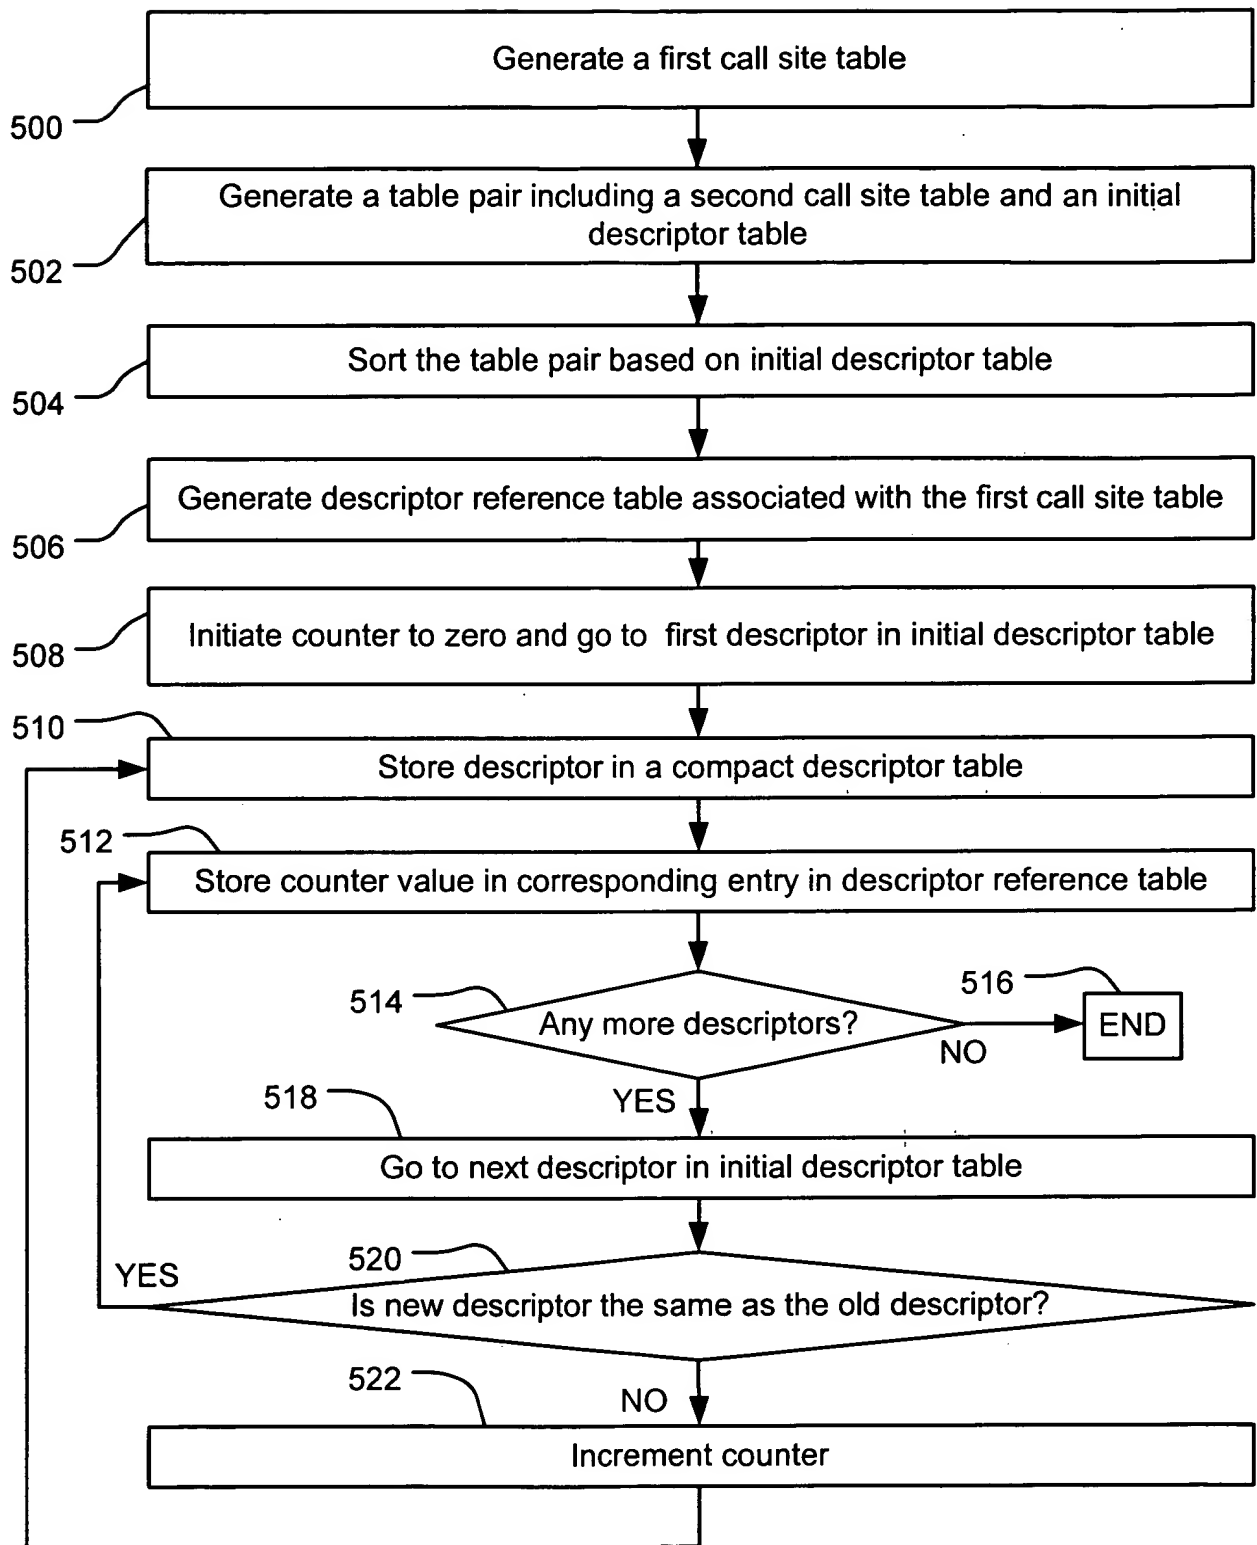 Generate a first call site table
500
Generate a table pair including a second call site table and an initial
descriptor table
502
Sort the table pair based on initial descriptor table
504
Generate descriptor reference table associated with the first call site table
506
Initiate counter to zero and go to first descriptor in initial descriptor table
508
510
Store descriptor in a compact descriptor table
512
Store counter value in corresponding entry in descriptor reference table
514
516
Any more descriptors?
END
NO
YES
518
Go to next descriptor in initial descriptor table
520
YES
Is new descriptor the same as the old descriptor?
522
NO
Increment counter